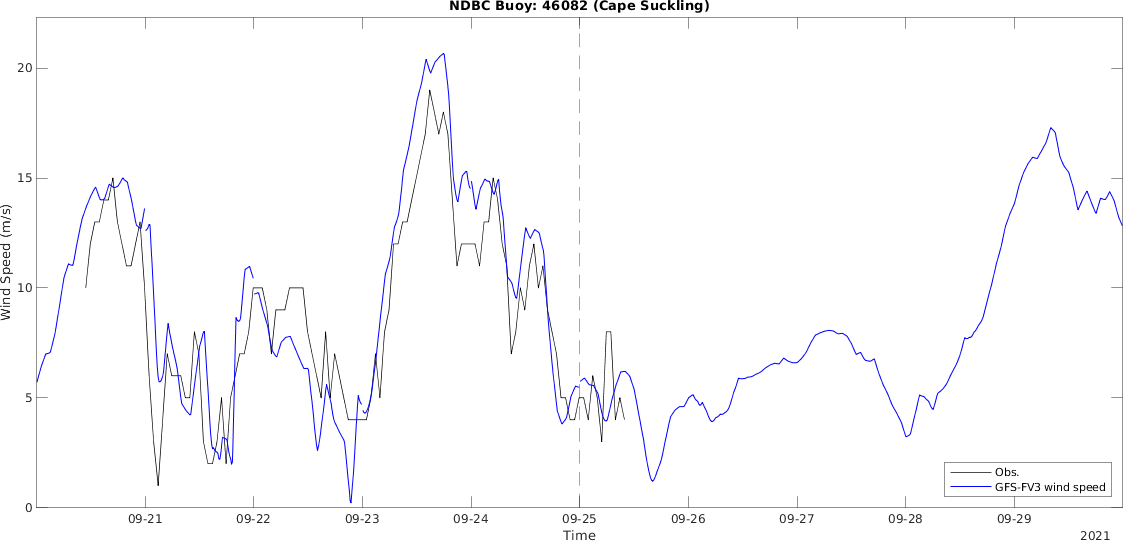 NDBC Buoy: 46082 (Cape Suckling)
20
15
10
5
0
Wind Speed (m/s)
09-21 09-22 09-23 09-24 09-25 09-26 09-27 09-28 09-29
Time
2021
Obs.
GFS-FV3 wind speed